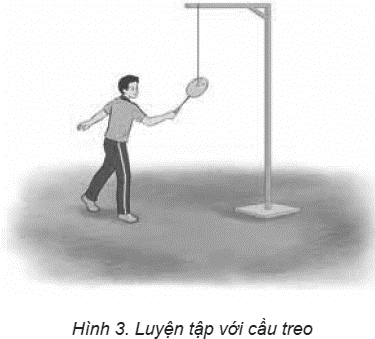 Hình 3. Luyện tập với cầu treo